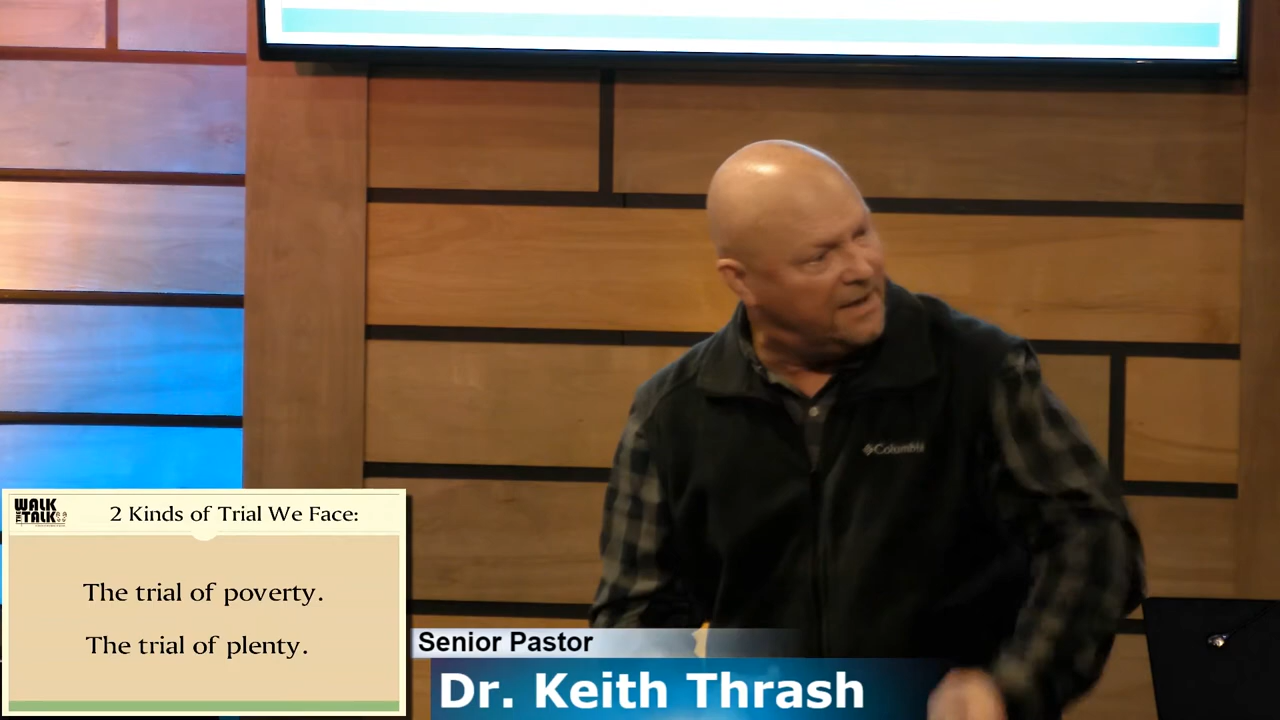 Columbia
WALK
THE
TALK
2 Kinds of Trial We Face:
The trial of poverty.
The trial of plenty.
Senior Pastor
Dr. Keith Thrash